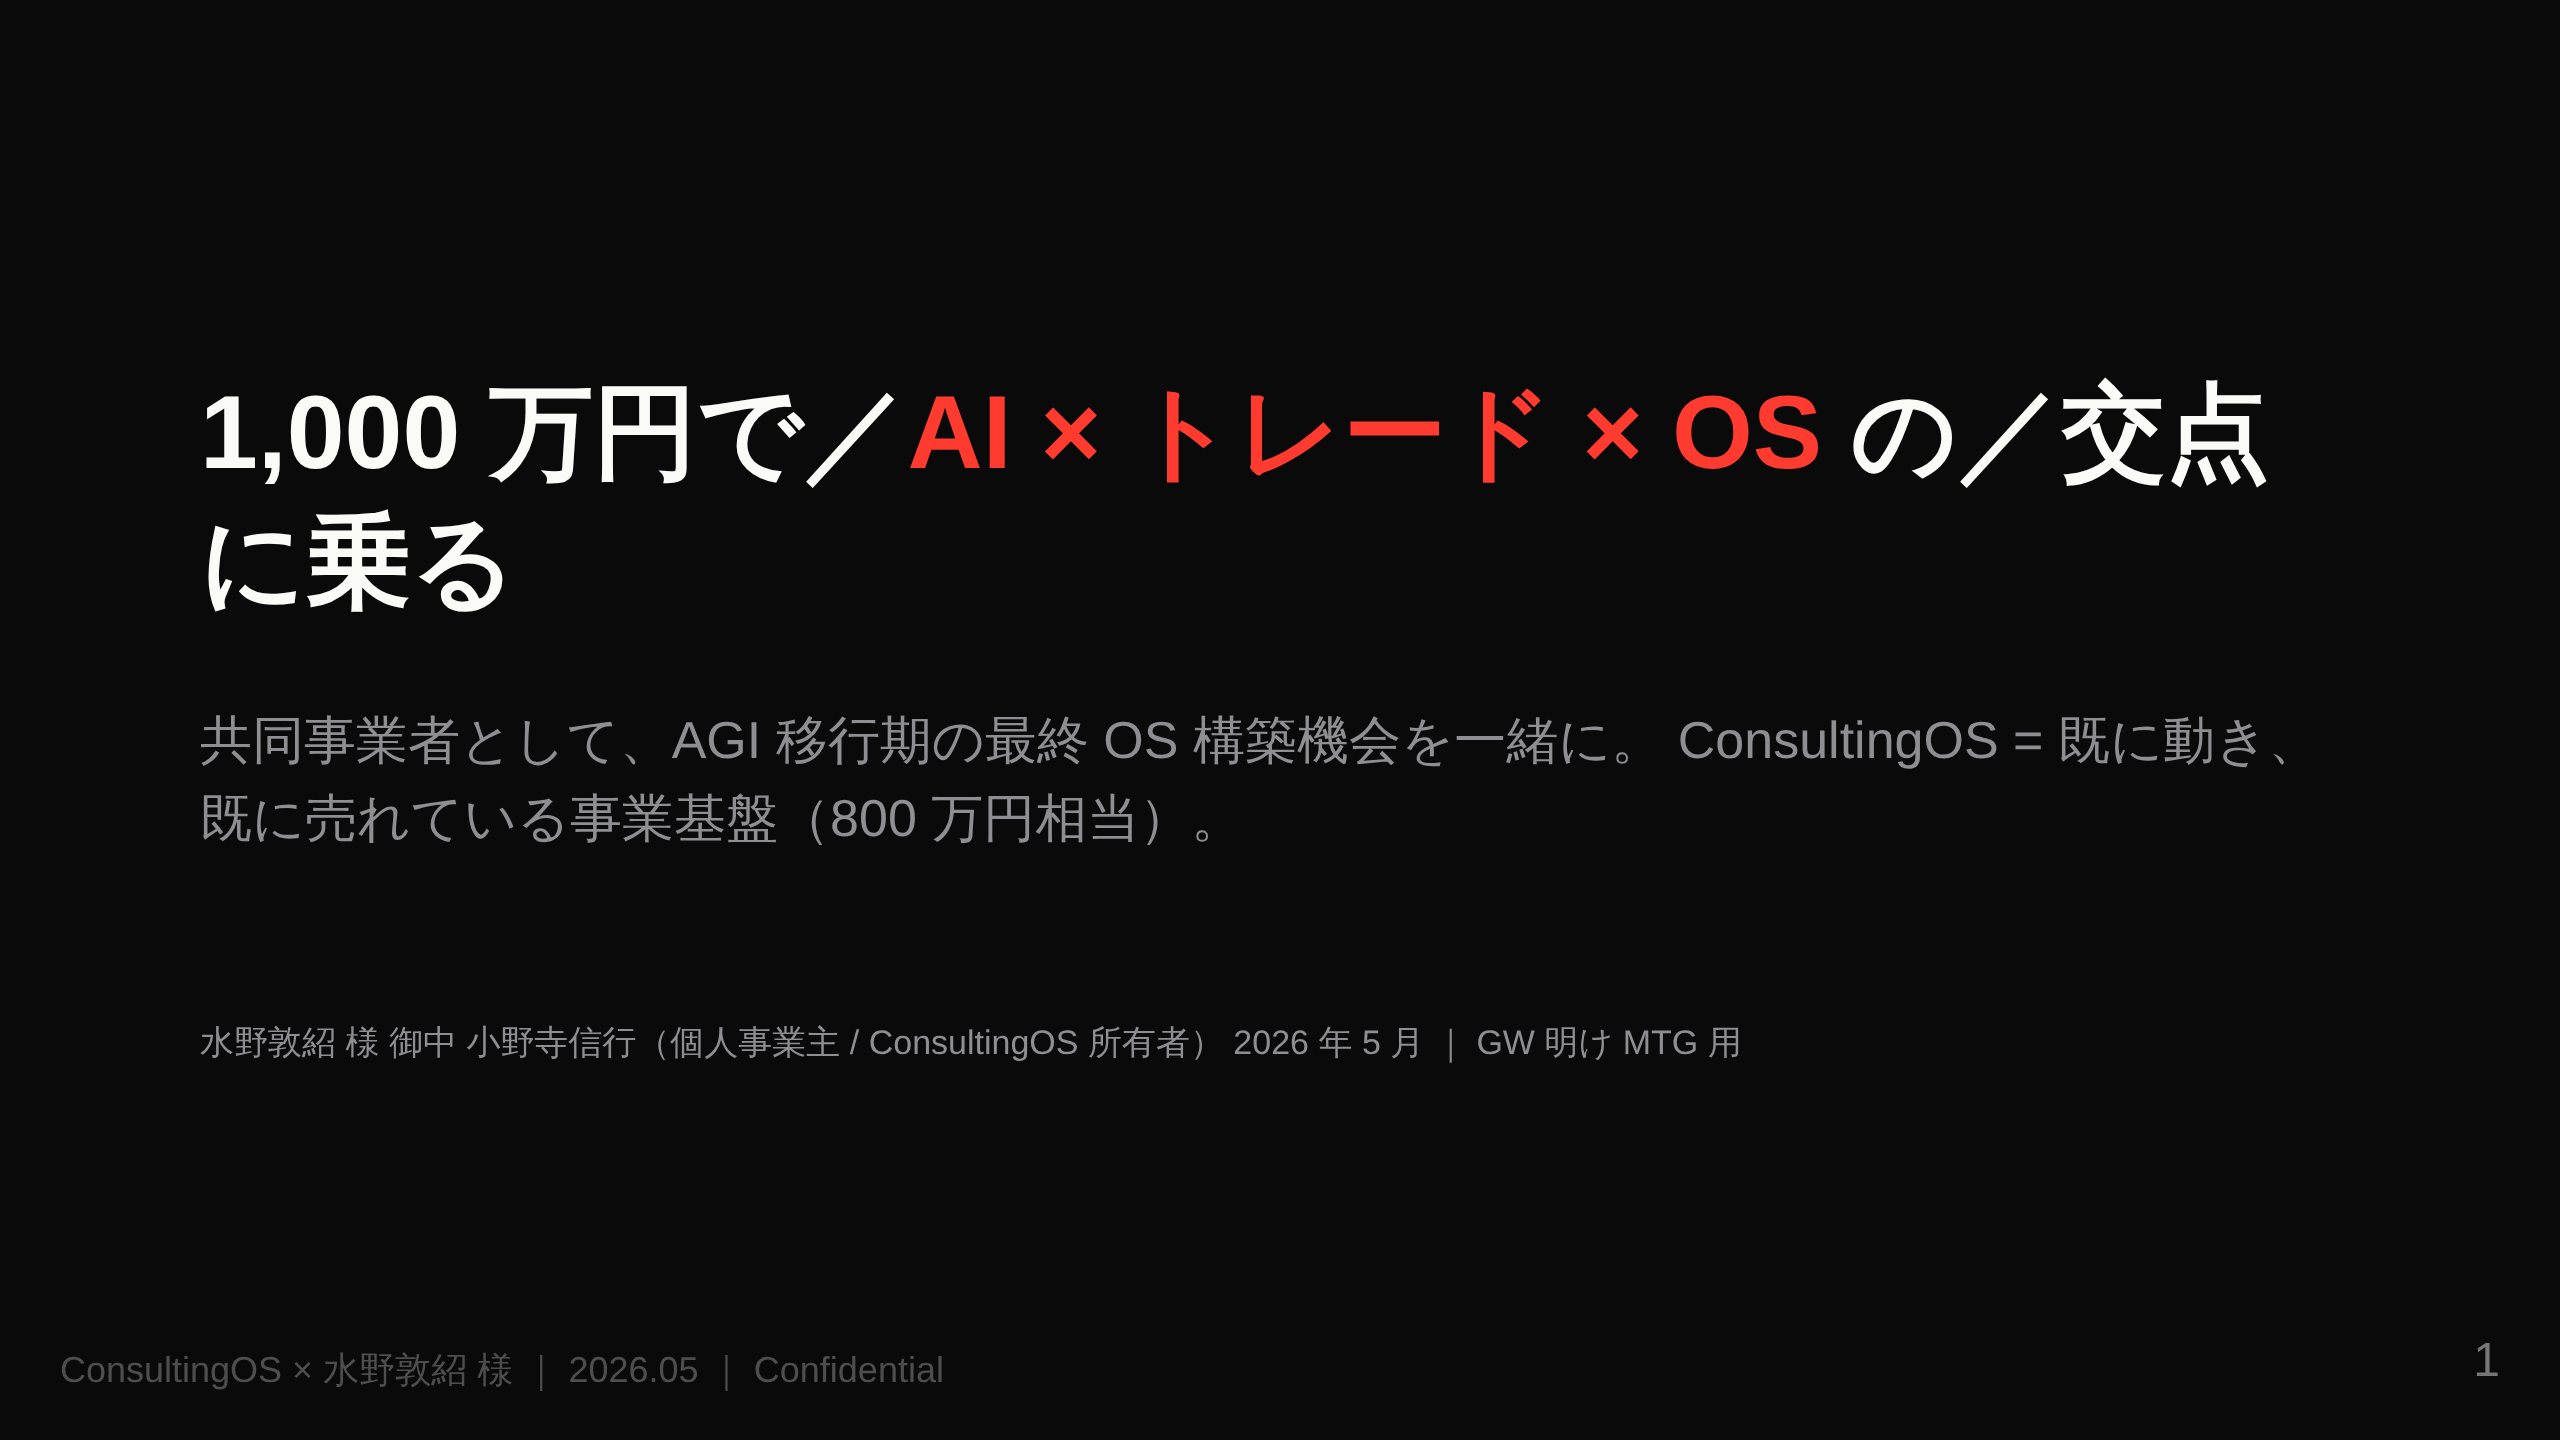 1,000 万円で／AI × トレード × OS の／交点
に乗る
共同事業者として、AGI 移行期の最終 OS 構築機会を一緒に。 ConsultingOS = 既に動き、
既に売れている事業基盤（800 万円相当）。
水野敦紹 様 御中 小野寺信行（個人事業主 / ConsultingOS 所有者） 2026 年 5 月 ｜ GW 明け MTG 用
ConsultingOS × 水野敦紹 様 ｜ 2026.05 ｜ Confidential
1